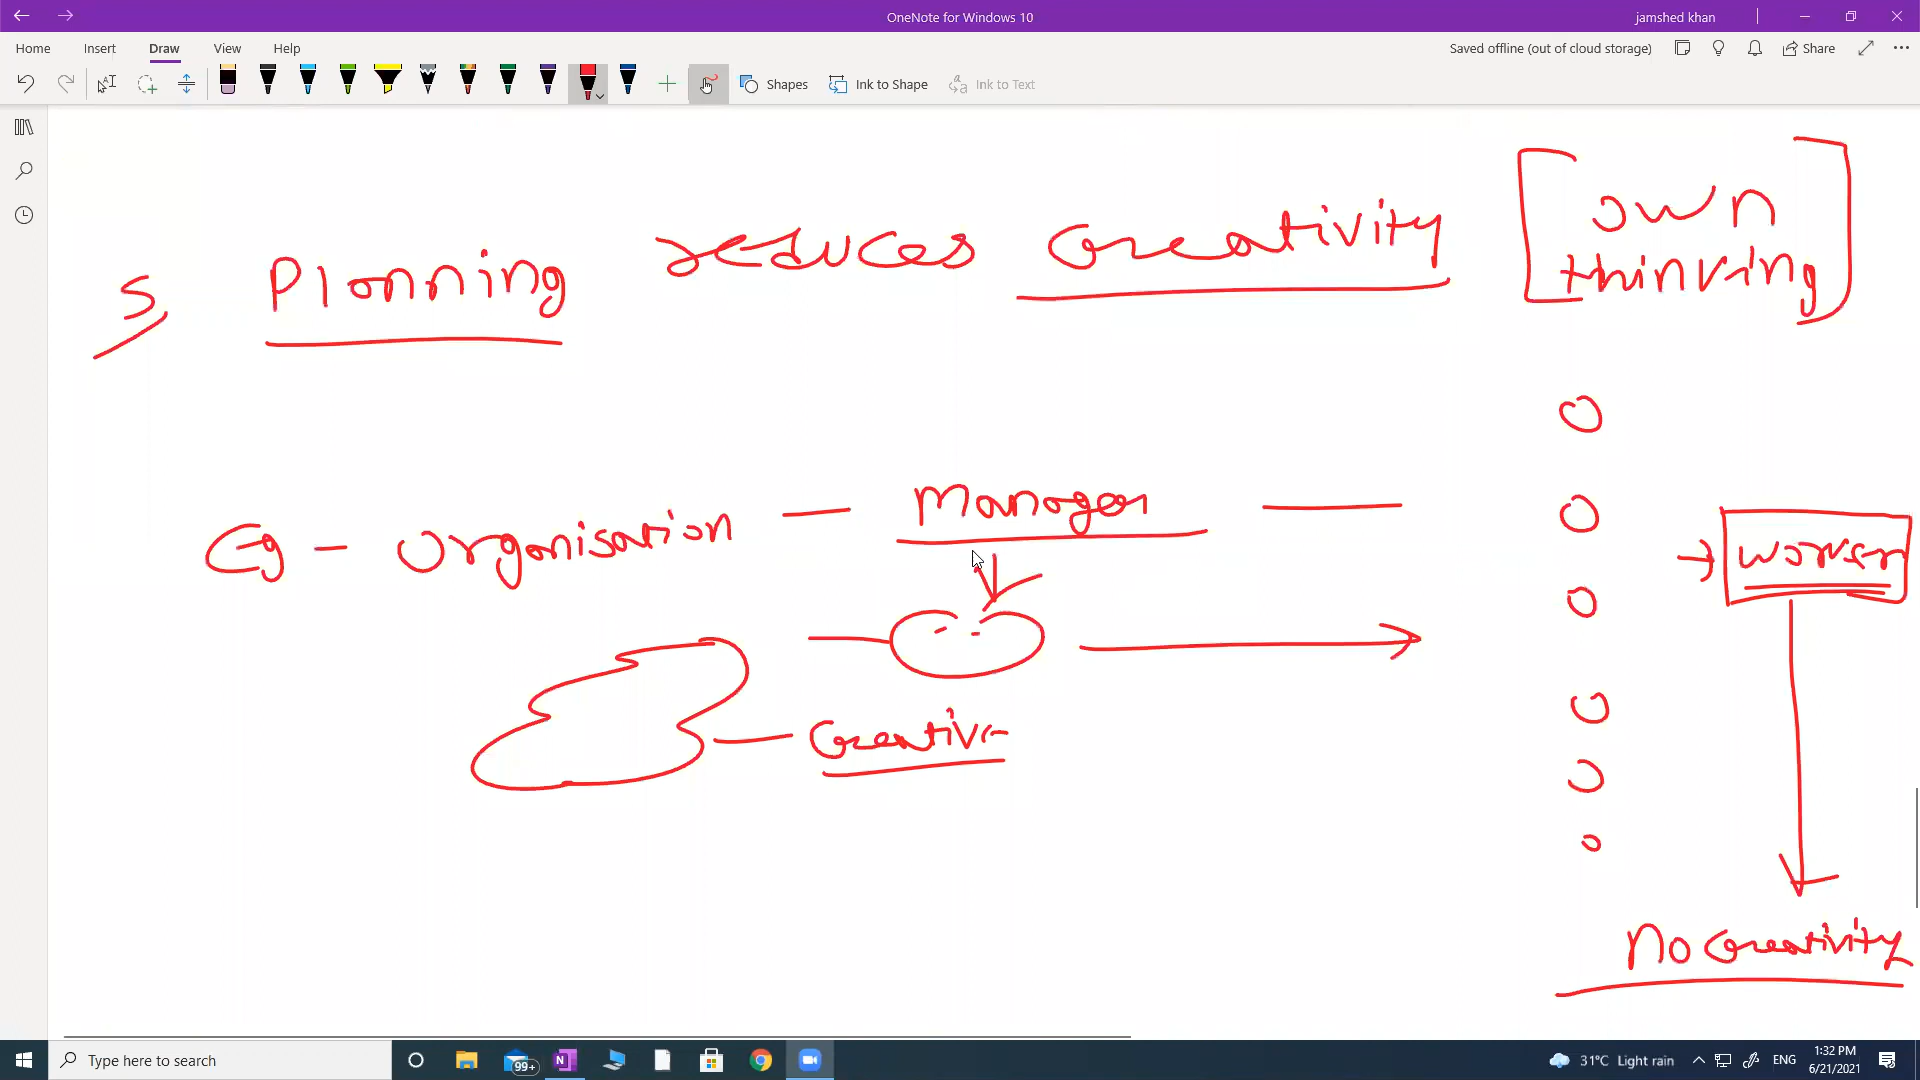 OneNote for Windows 10
jamshed khan
Home Insert Draw View Help
Saved offline (out of cloud storage)
Share
Shapes
Ink to Shape
Ink to Text
5, Planning reduces creativity [own
thinking]
Eg - Organisation - Manager
worker
creative
no creativity
Type here to search
99+
31°C Light rain
ENG
1:32 PM
6/21/2021